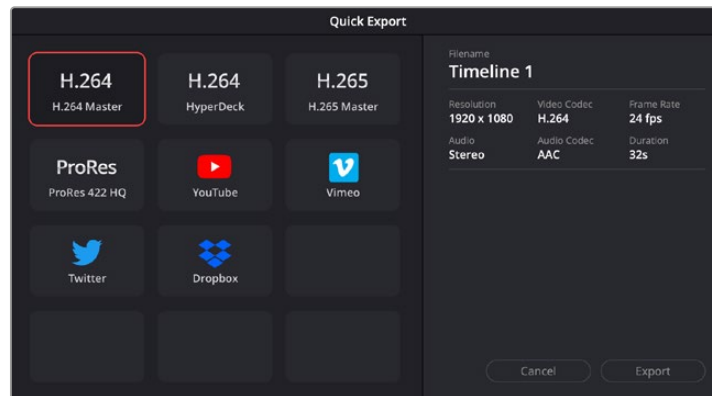 Quick Export
H.264
H.264 Master
H.264
HyperDeck
H.265
H.265 Master
ProRes
ProRes 422 HQ
YouTube
Vimeo
Twitter
Dropbox
Filename
Timeline 1
Resolution Video Codec Frame Rate
1920 x 1080 H.264 24 fps
Audio Audio Codec Duration
Stereo AAC 32s
Cancel Export